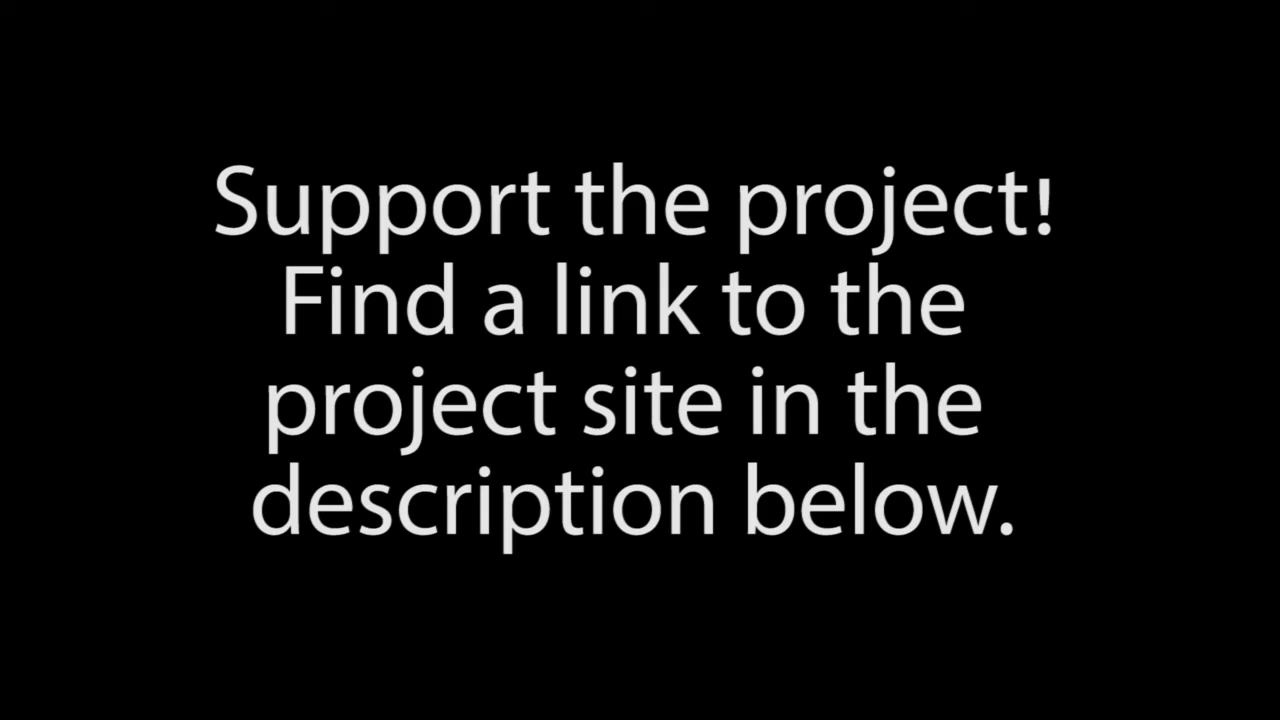 Support the project!
Find a link to the
project site in the
description below.